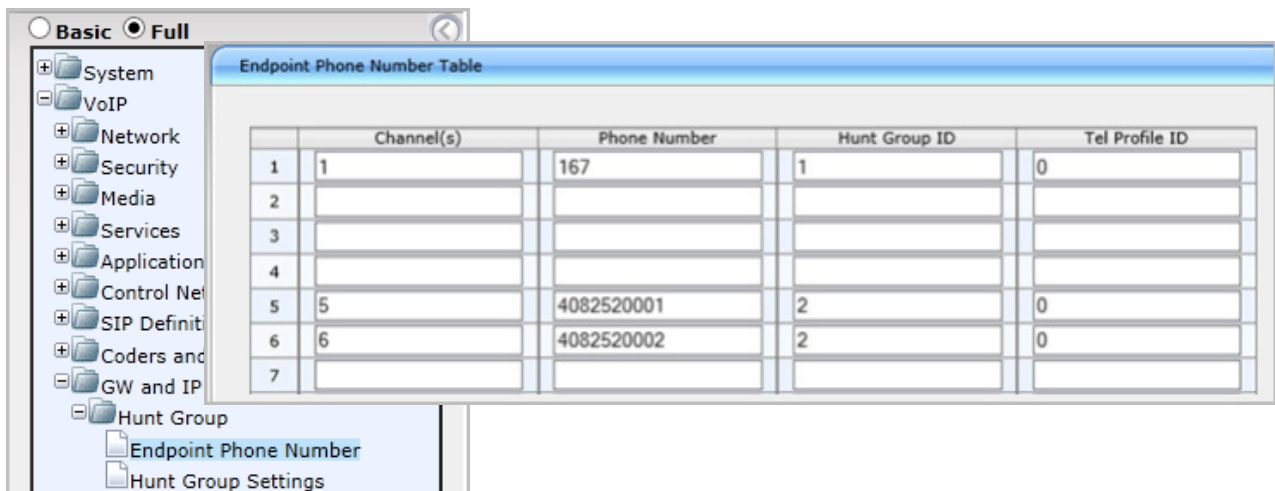 Basic Full
System
VoIP
Network
Security
Media
Services
Application
Control Net
SIP Definiti
Coders and
GW and IP
Hunt Group
Endpoint Phone Number
Hunt Group Settings
Endpoint Phone Number Table
Channel(s) Phone Number Hunt Group ID Tel Profile ID
1 1 167 1 0
2
3
4
5 5 4082520001 2 0
6 6 4082520002 2 0
7